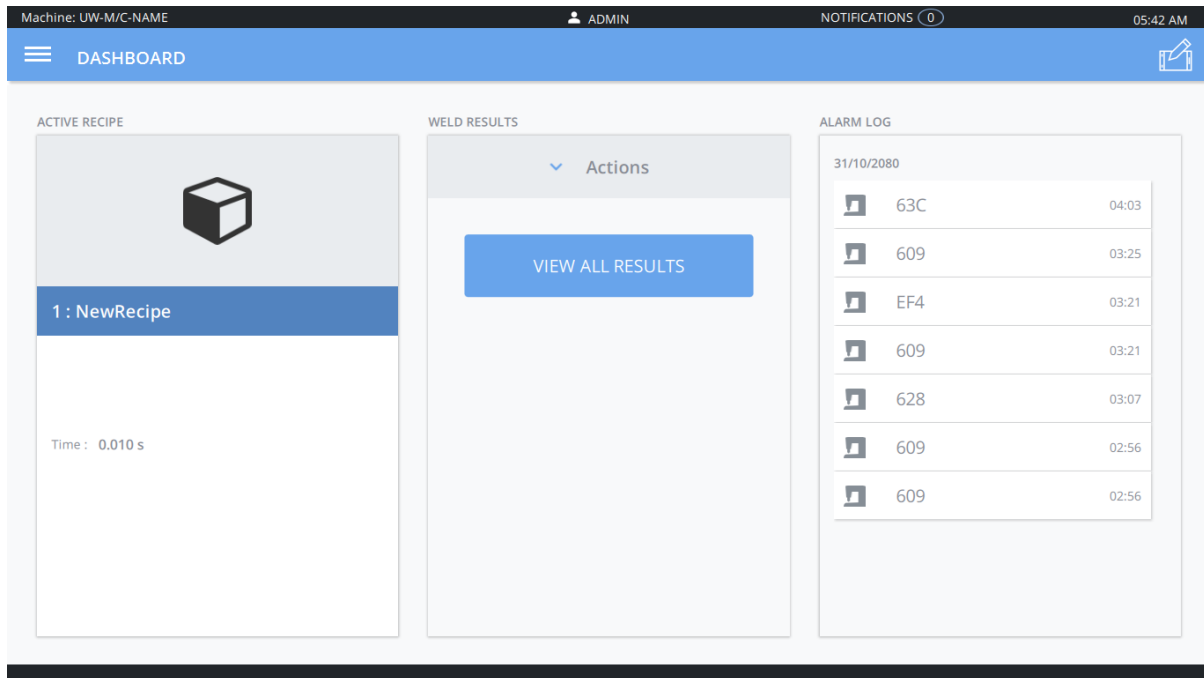 Machine: UW-M/C-NAME ADMIN NOTIFICATIONS 0 05:42 AM
DASHBOARD
ACTIVE RECIPE
1 : NewRecipe
Time : 0.010 s
WELD RESULTS
Actions
VIEW ALL RESULTS
ALARM LOG
31/10/2080
63C 04:03
609 03:25
EF4 03:21
609 03:21
628 03:07
609 02:56
609 02:56